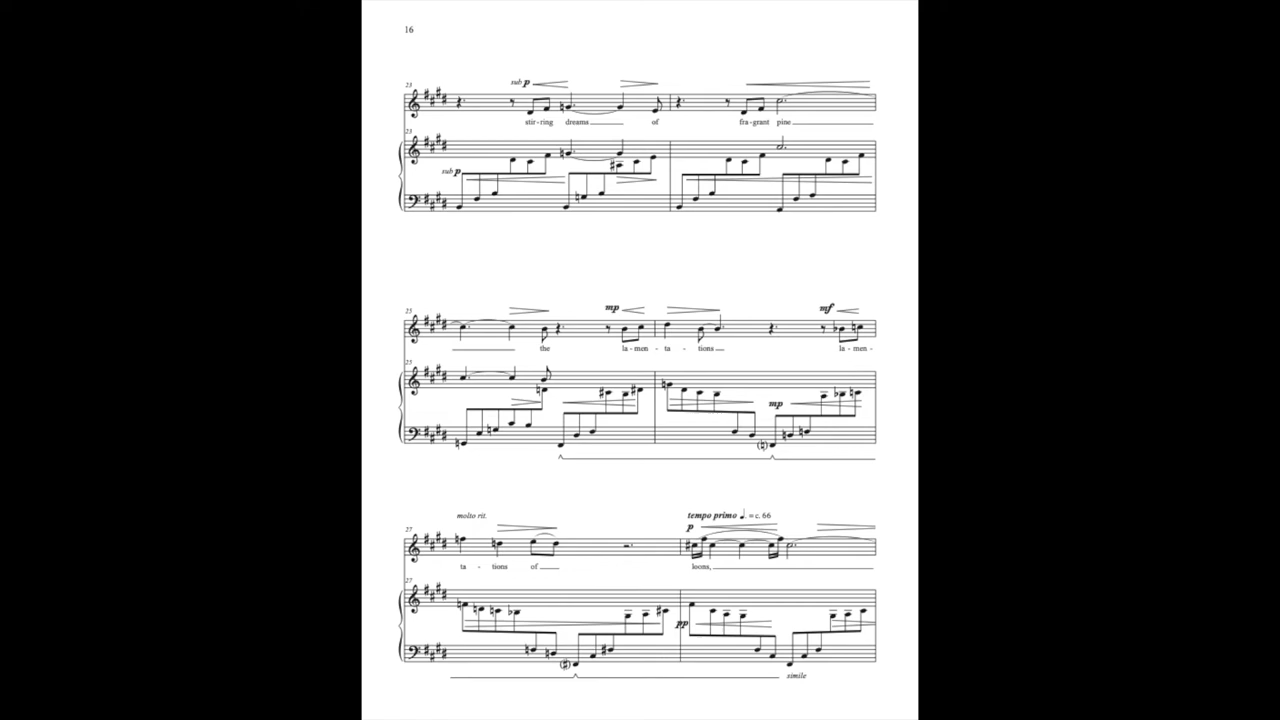 16
23
sub p
stir-ring dreams of fra-grant pine
23
sub p
25
mp mf
the la-men-ta-tions la-men-
25
mp
molto rit. tempo primo ♩. = c. 66
27
p
ta-tions of loons,
27
pp
simile